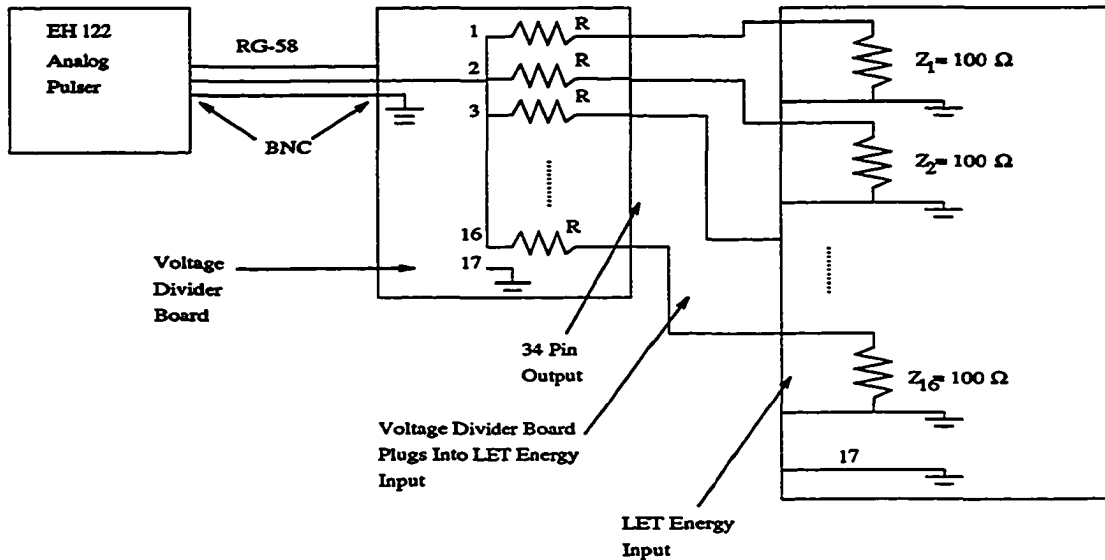 EH 122
Analog
Pulser
RG-58
BNC
1
R
2
R
3
R
16
R
17
Voltage
Divider
Board
34 Pin
Output
Voltage Divider Board
Plugs Into LET Energy
Input
LET Energy
Input
Z1= 100 Ω
Z2= 100 Ω
Z16= 100 Ω
17